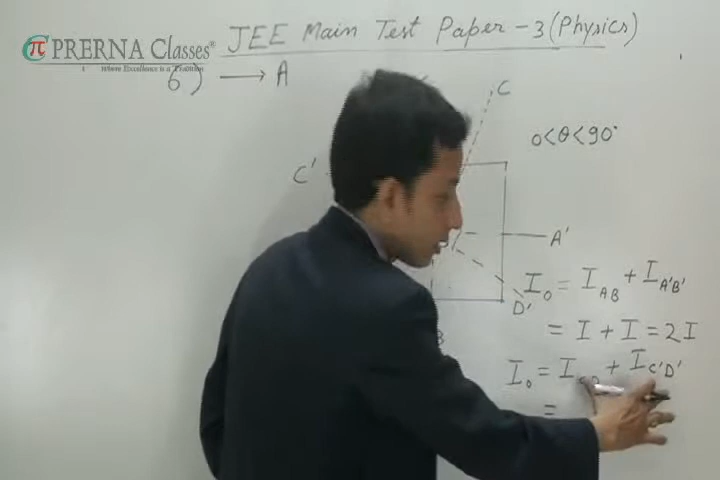 JEE Main Test Paper - 3 (Physics)
PRERNA Classes®
Where Excellence is a Tradition
6) → A
C
0<θ<90°
C'
A'
D'
I₀ = I_AB + I_A'B'
= I + I = 2I
I₀ = I_CD + I_C'D'
=